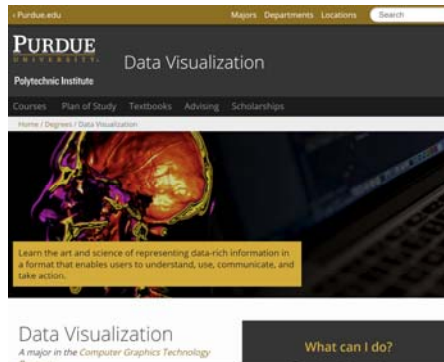 ‹ Purdue.edu
Majors Departments Locations Search
PURDUE
UNIVERSITY.
Polytechnic Institute
Data Visualization
Courses Plan of Study Textbooks Advising Scholarships
Home / Degrees / Data Visualization
Learn the art and science of representing data-rich information in
a format that enables users to understand, use, communicate, and
take action.
Data Visualization
A major in the Computer Graphics Technology
What can I do?